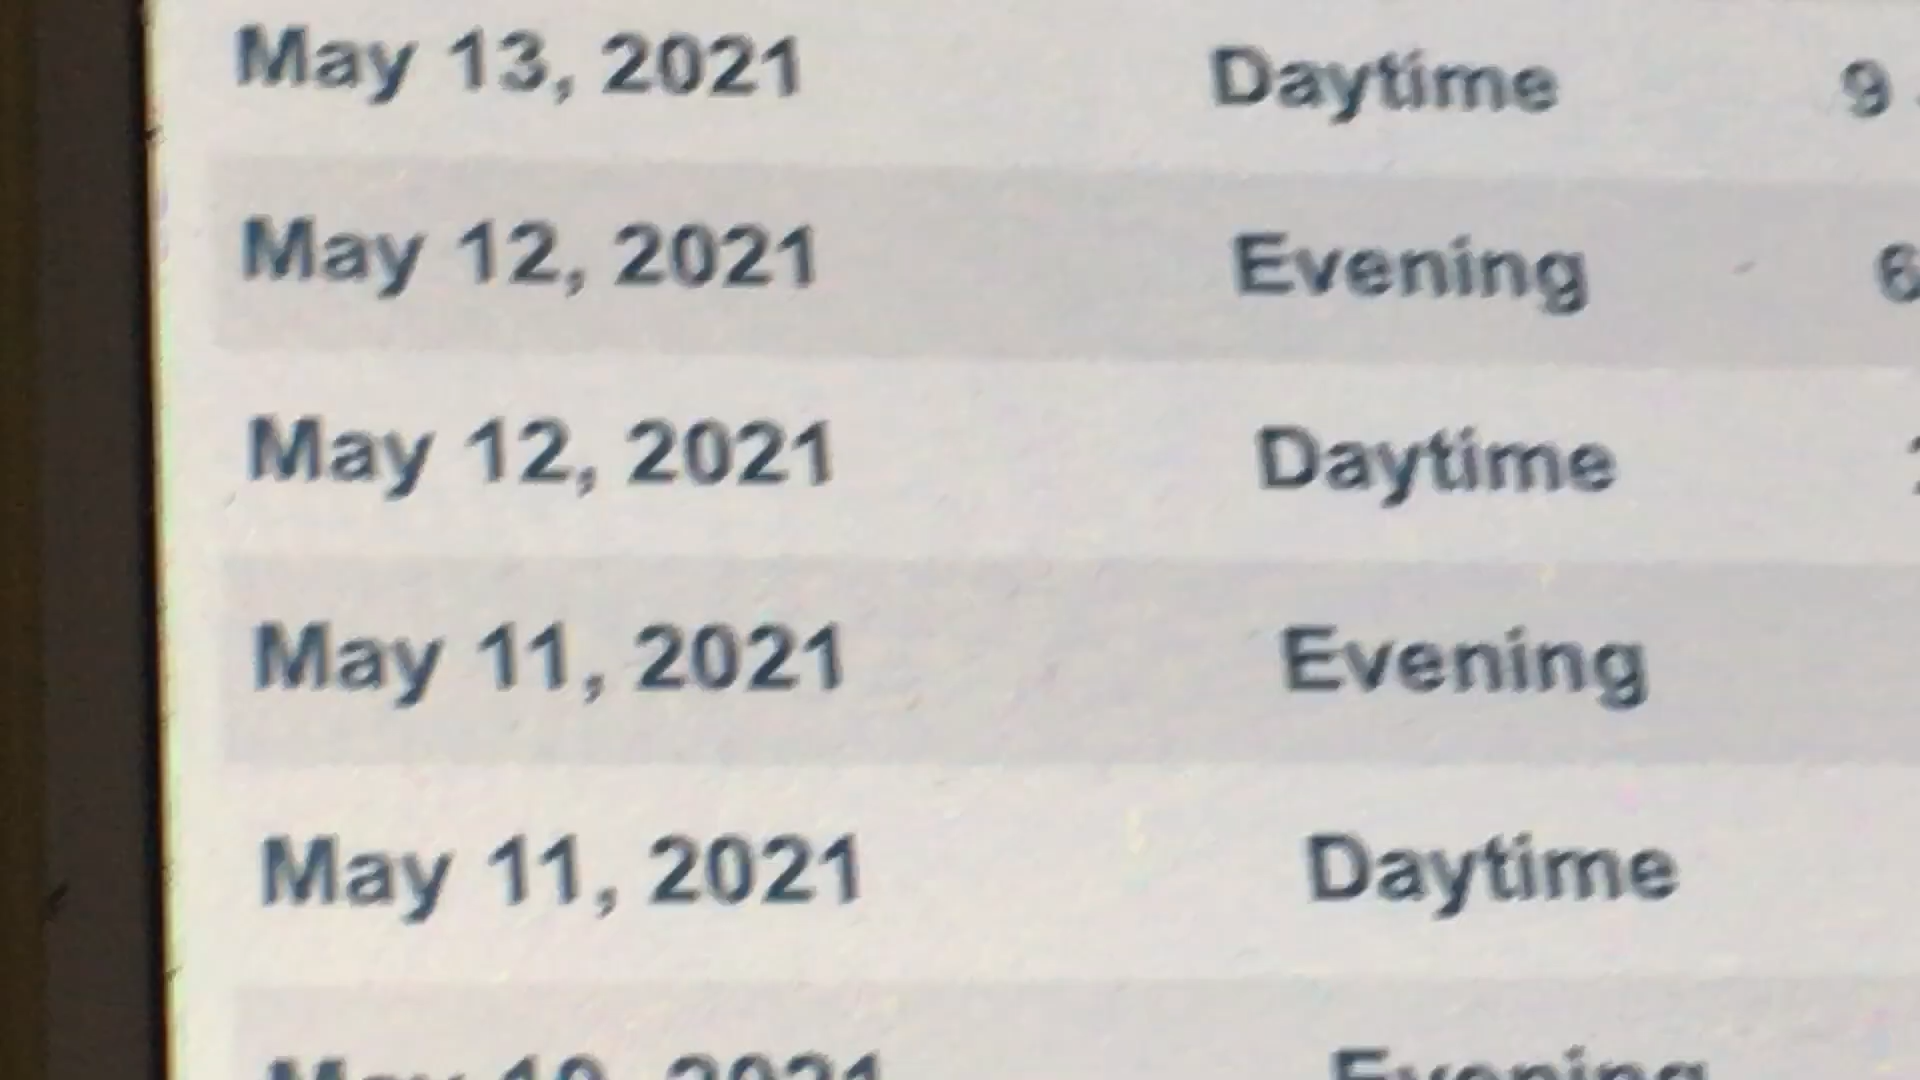 May 13, 2021 Daytime 9
May 12, 2021 Evening 6
May 12, 2021 Daytime
May 11, 2021 Evening
May 11, 2021 Daytime
May 10, 2021 Evening